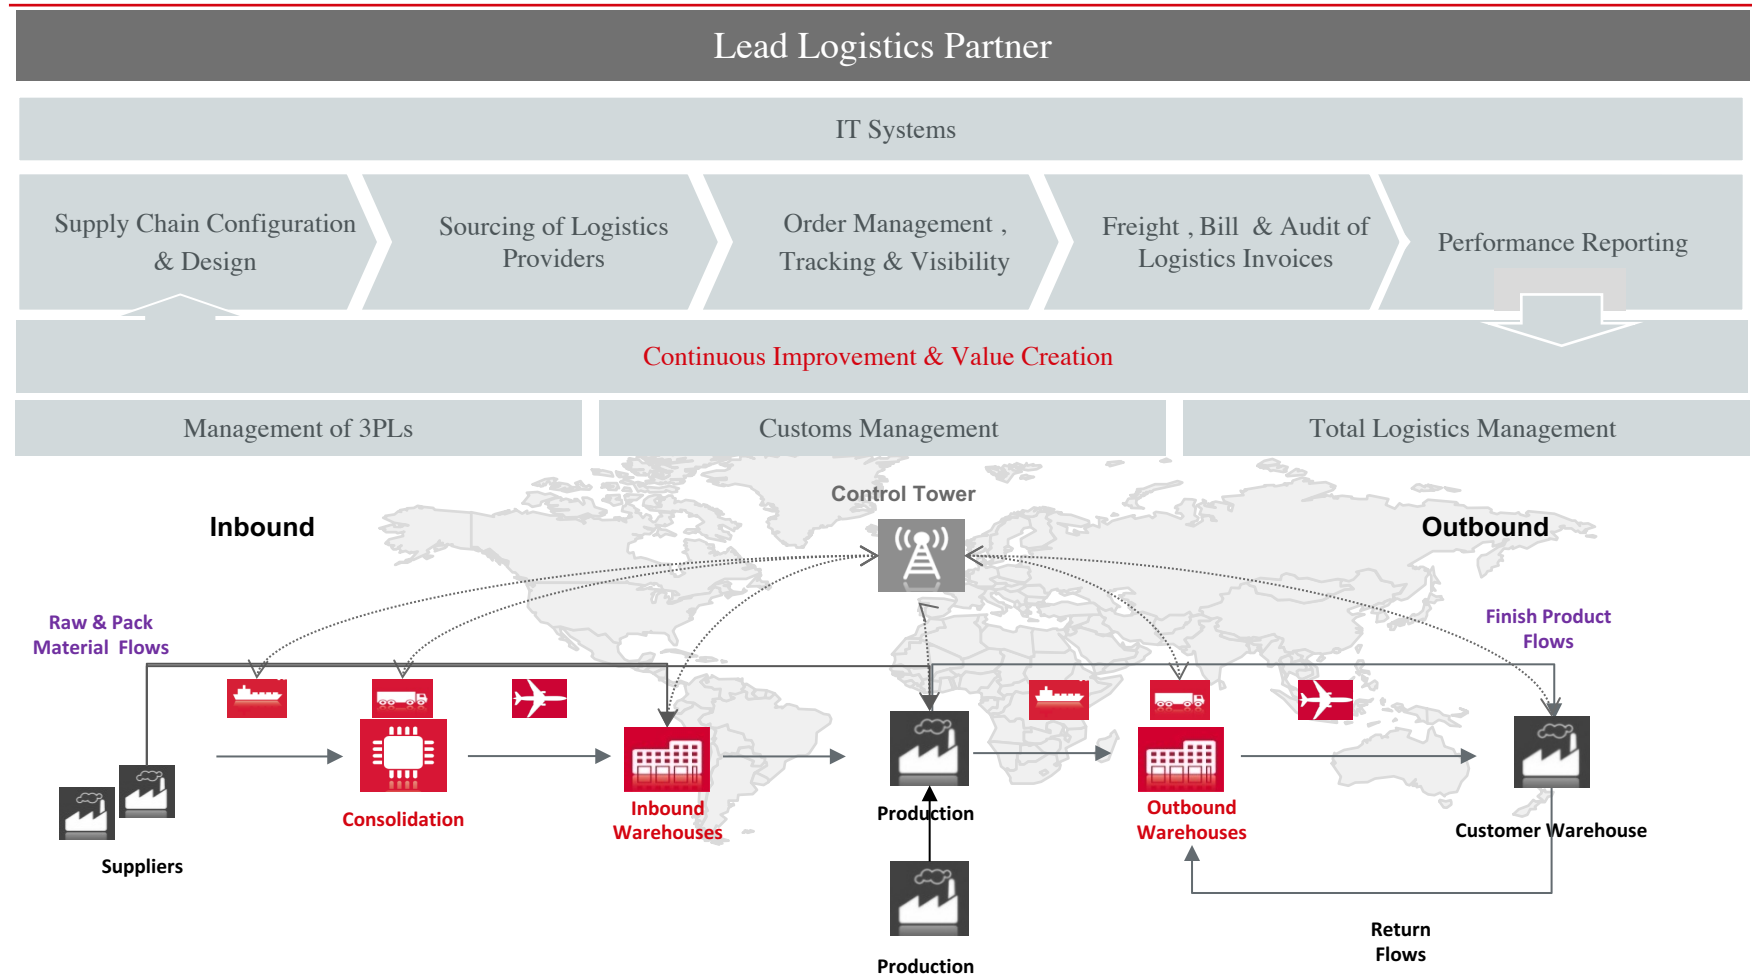 Lead Logistics Partner
IT Systems
Supply Chain Configuration
& Design
Sourcing of Logistics
Providers
Order Management ,
Tracking & Visibility
Freight , Bill & Audit of
Logistics Invoices
Performance Reporting
Continuous Improvement & Value Creation
Management of 3PLs
Customs Management
Total Logistics Management
Control Tower
Inbound
Outbound
Raw & Pack
Material Flows
Finish Product
Flows
Consolidation
Inbound
Warehouses
Production
Outbound
Warehouses
Customer Warehouse
Suppliers
Return
Flows
Production